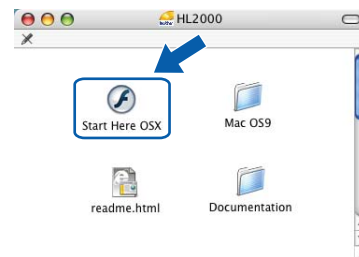 HL2000
Start Here OSX
Mac OS9
readme.html
Documentation